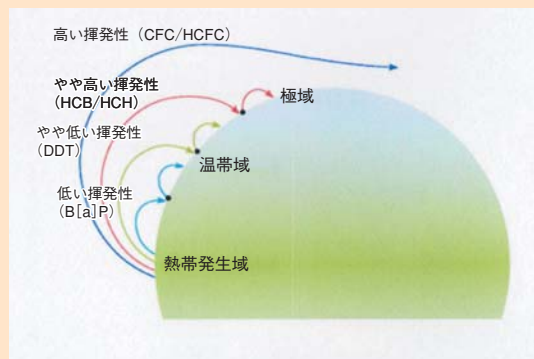 高い揮発性（CFC/HCFC）
やや高い揮発性
（HCB/HCH）
極域
やや低い揮発性
（DDT）
温帯域
低い揮発性
（B[a]P）
熱帯発生域